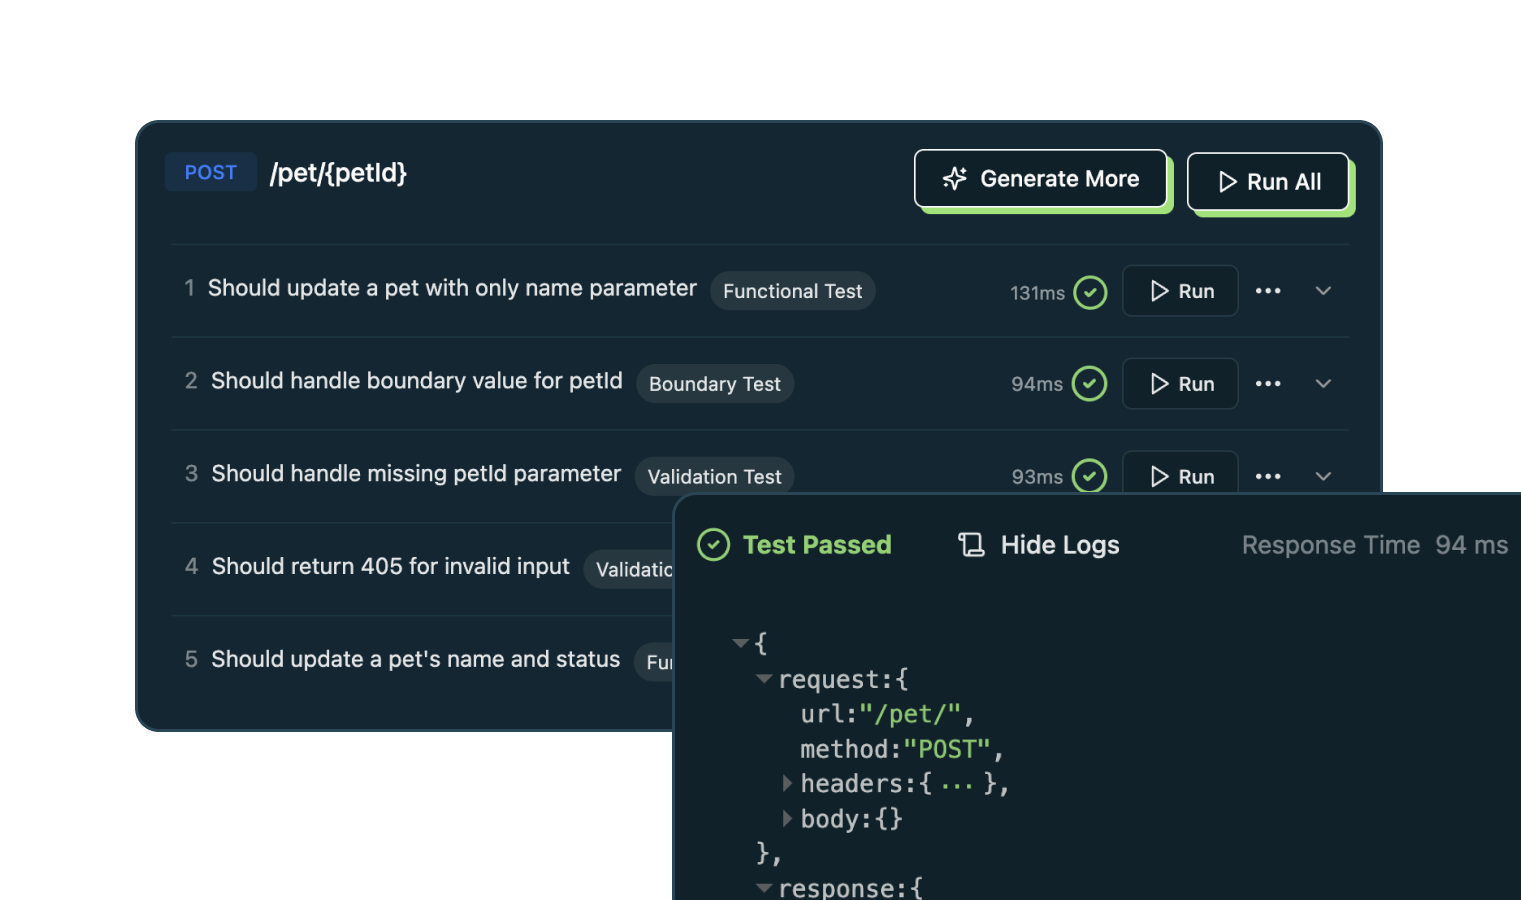 POST /pet/{petId} Generate More Run All
1 Should update a pet with only name parameter Functional Test 131ms Run •••
2 Should handle boundary value for petId Boundary Test 94ms Run •••
3 Should handle missing petId parameter Validation Test 93ms Run •••
4 Should return 405 for invalid input
5 Should update a pet's name and status
Test Passed Hide Logs Response Time 94 ms
{
request:{
url:"/pet/",
method:"POST",
headers:{ ... },
body:{}
},
response:{